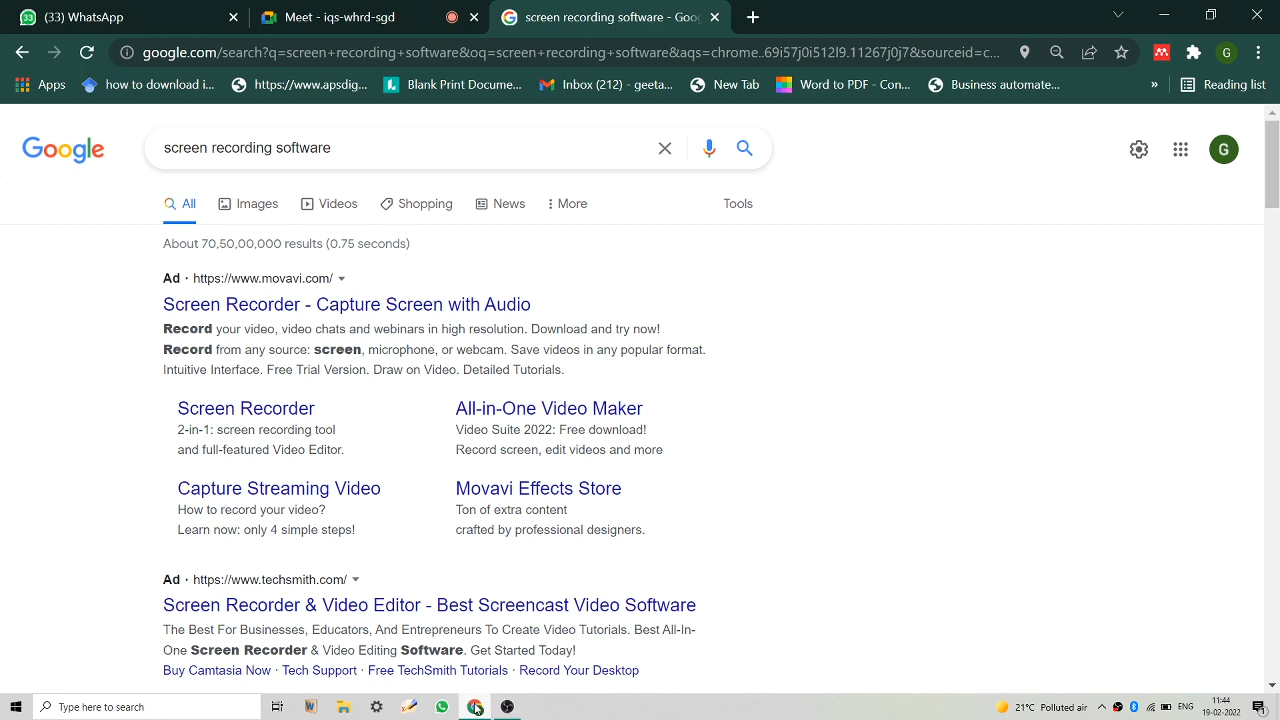 33 (33) WhatsApp
Meet - iqs-whrd-sgd
screen recording software - Goo
google.com/search?q=screen+recording+software&oq=screen+recording+software&aqs=chrome..69i57j0i512l9.11267j0j7&sourceid=c... G
Apps
how to download i...
https://www.apsdig...
Blank Print Docume...
Inbox (212) - geeta...
New Tab
Word to PDF - Con...
Business automate...
»
Reading list
Google
screen recording software
G
All
Images
Videos
Shopping
News
More
Tools
About 70,50,00,000 results (0.75 seconds)
Ad · https://www.movavi.com/
Screen Recorder - Capture Screen with Audio
Record your video, video chats and webinars in high resolution. Download and try now!
Record from any source: screen, microphone, or webcam. Save videos in any popular format.
Intuitive Interface. Free Trial Version. Draw on Video. Detailed Tutorials.
Screen Recorder
2-in-1: screen recording tool
and full-featured Video Editor.
All-in-One Video Maker
Video Suite 2022: Free download!
Record screen, edit videos and more
Capture Streaming Video
How to record your video?
Learn now: only 4 simple steps!
Movavi Effects Store
Ton of extra content
crafted by professional designers.
Ad · https://www.techsmith.com/
Screen Recorder & Video Editor - Best Screencast Video Software
The Best For Businesses, Educators, And Entrepreneurs To Create Video Tutorials. Best All-In-
One Screen Recorder & Video Editing Software. Get Started Today!
Buy Camtasia Now · Tech Support · Free TechSmith Tutorials · Record Your Desktop
Type here to search
21°C Polluted air
ENG
11:44
19-02-2022